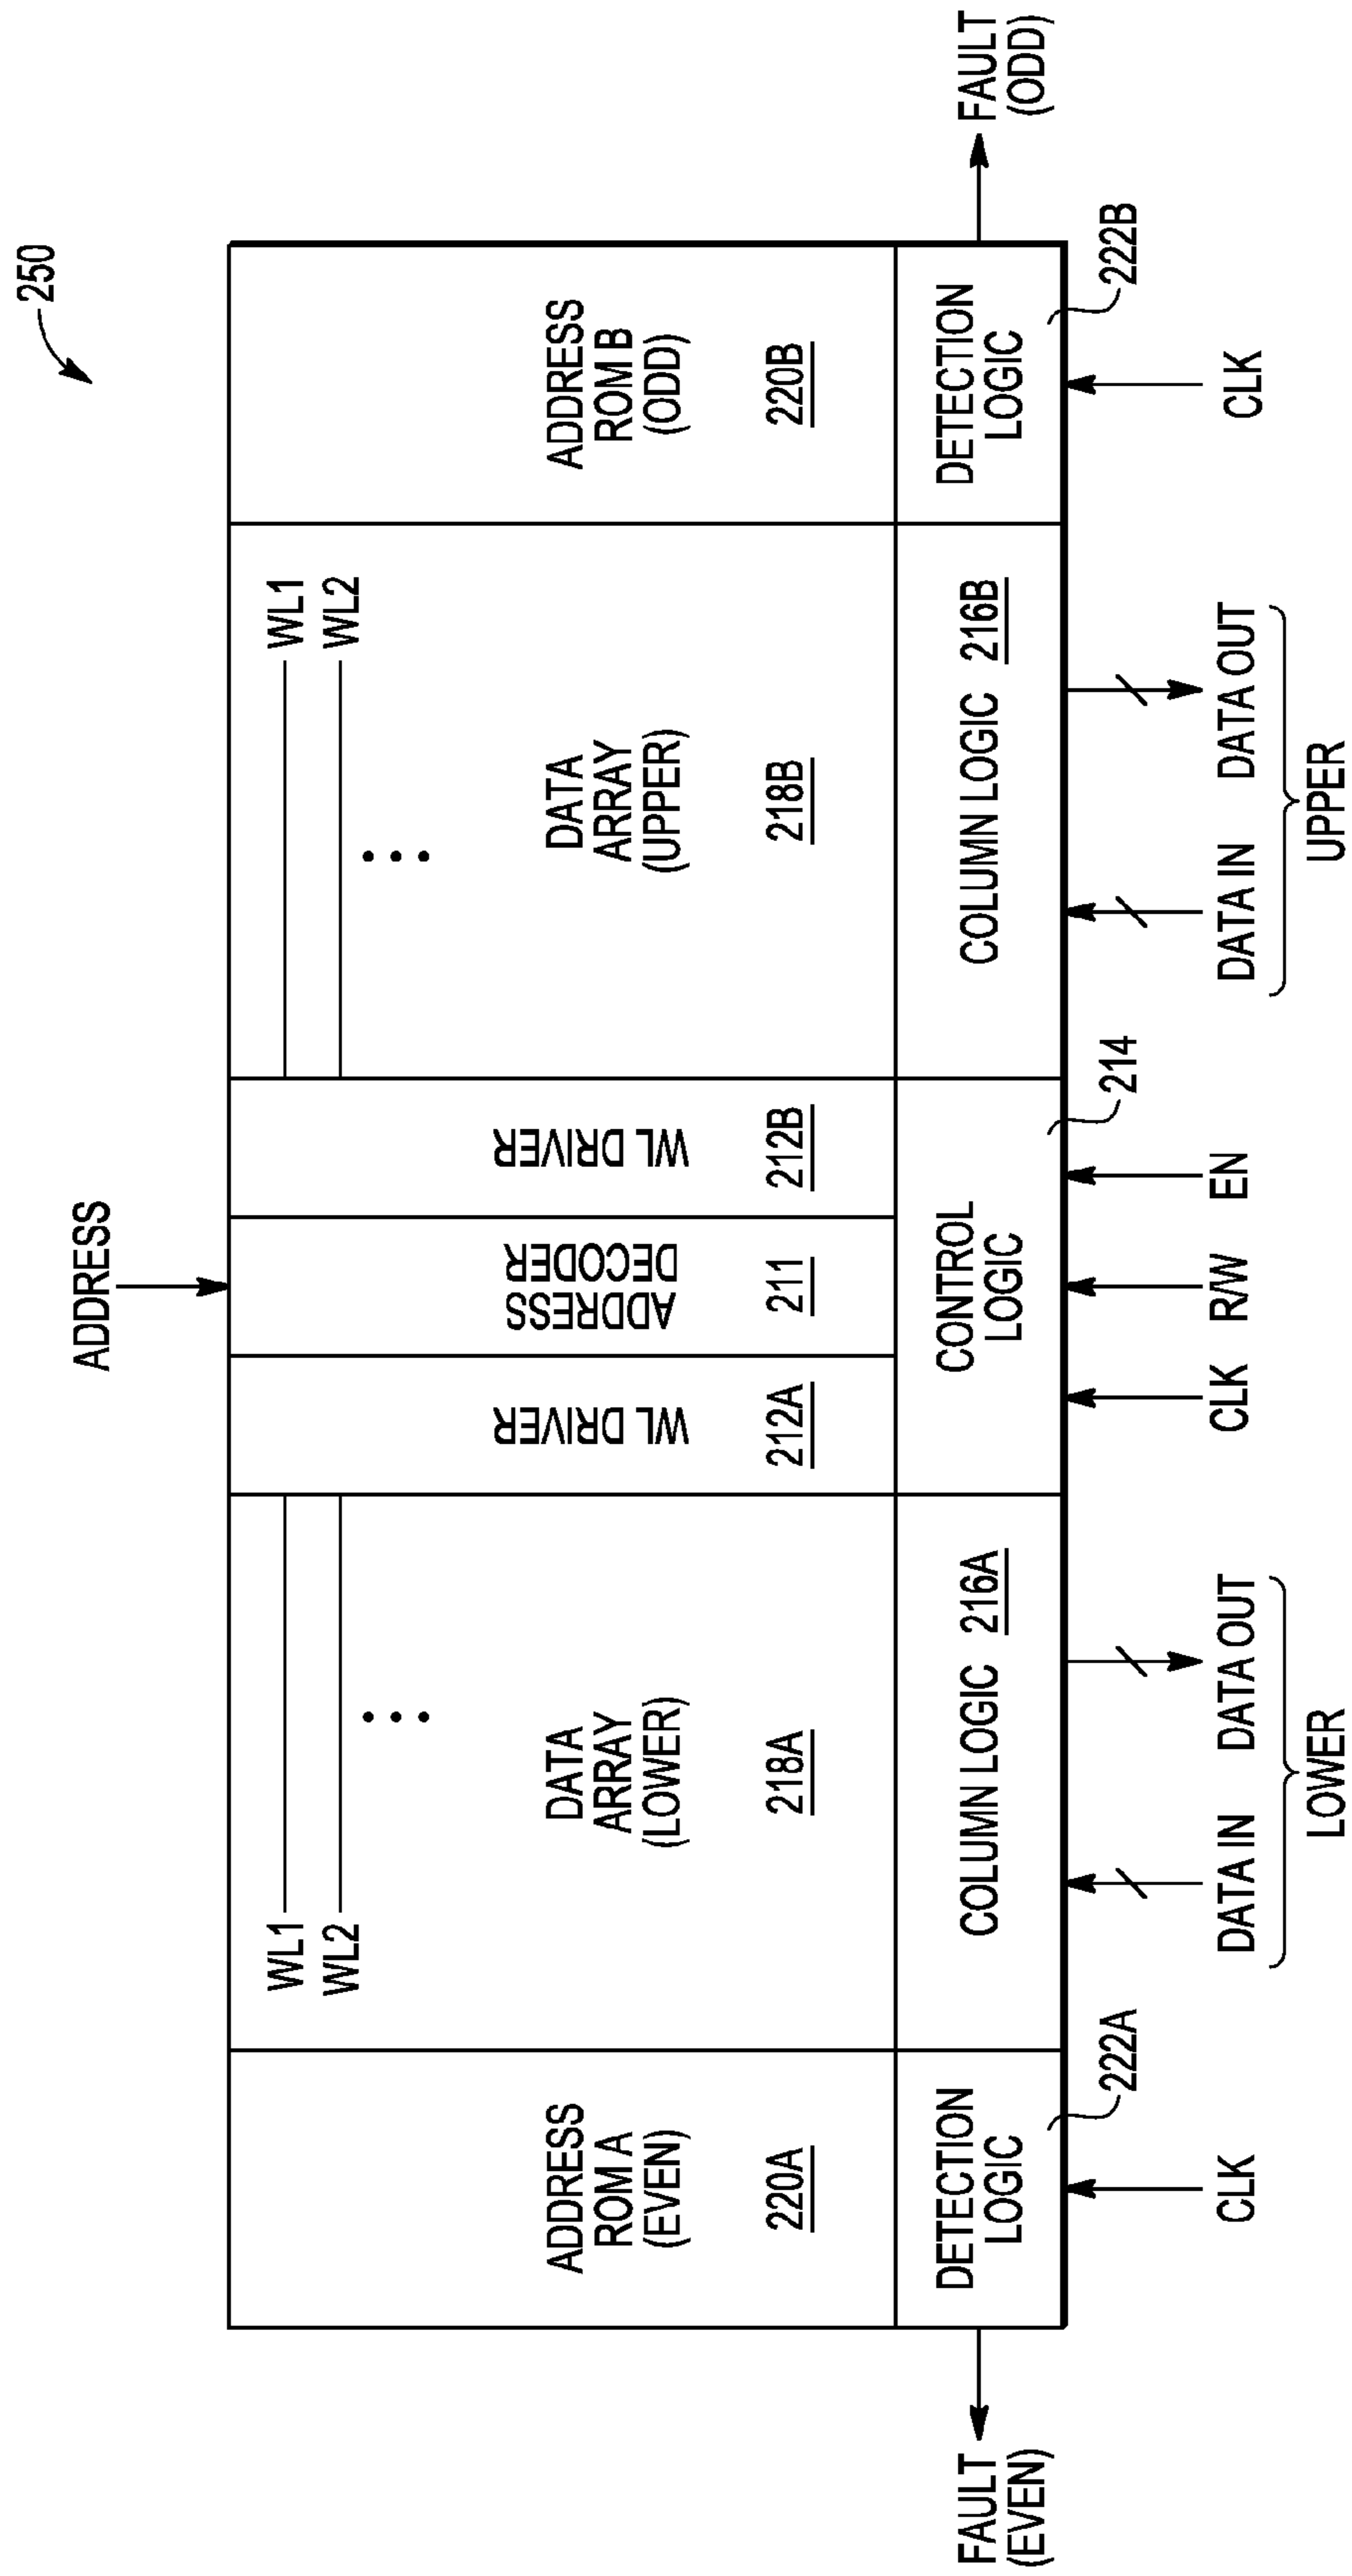 250
ADDRESS
WL1
WL2
WL1
WL2
ADDRESS
ROM A
(EVEN)
220A
DATA
ARRAY
(LOWER)
218A
WL DRIVER
212A
ADDRESS
DECODER
211
WL DRIVER
212B
DATA
ARRAY
(UPPER)
218B
ADDRESS
ROM B
(ODD)
220B
FAULT
(EVEN)
DETECTION
LOGIC
COLUMN LOGIC 216A
CONTROL
LOGIC
COLUMN LOGIC 216B
DETECTION
LOGIC
FAULT
(ODD)
222A
214
222B
CLK
DATA IN DATA OUT
LOWER
CLK R/W EN
DATA IN DATA OUT
UPPER
CLK